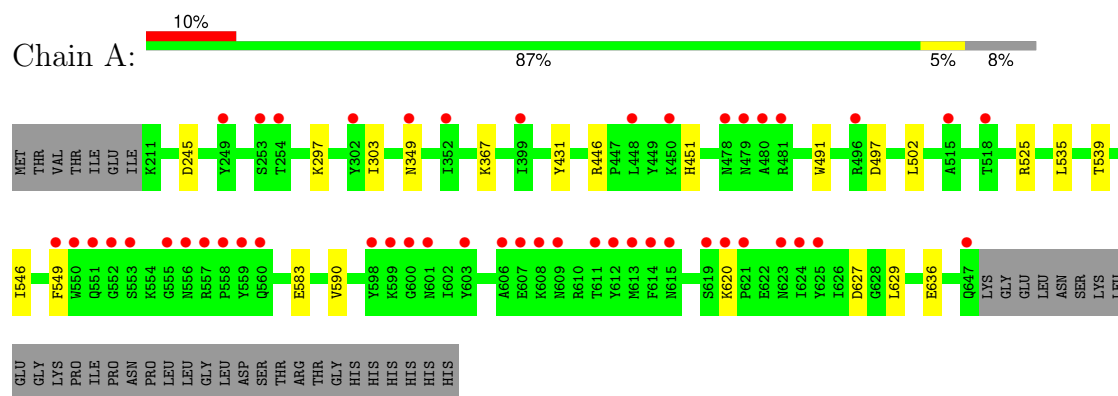 10%
Chain A:
87% 5% 8%
MET THR VAL THR ILE GLU ILE K211 D245 Y249 S253 T254 K297 Y302 I303 N349 I352 K367 I399 Y431 R446 P447 L448 Y449 K450 H451 N478 N479 A480 R481 W491 R496 D497 L502 A515 T518 R525 L535 T539
I546 F549 W550 Q551 G552 S553 K554 G555 N556 R557 P558 Y559 Q560 E583 V590 Y598 K599 G600 N601 I602 Y603 A606 E607 K608 N609 R610 T611 Y612 M613 F614 N615 S619 K620 P621 E622 N623 I624 Y625 I626 D627 G628 L629 E636 Q647 LYS GLY GLU LEU ASN SER LYS LEU
GLU GLY LYS PRO ILE PRO ASN PRO LEU LEU GLY LEU ASP SER THR ARG THR GLY HIS HIS HIS HIS HIS HIS